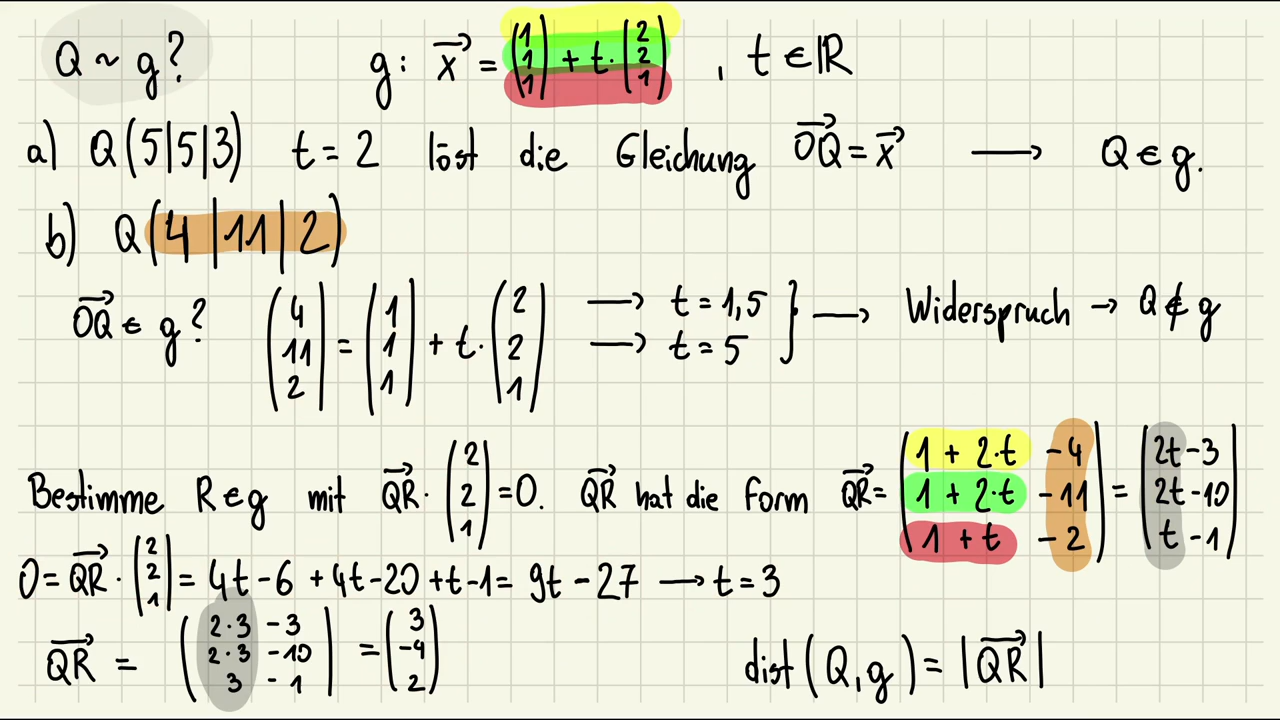 Q ~ g? g: x⃗ = (1 1 1) + t · (2 2 1) , t ∈ ℝ
a) Q(5|5|3) t = 2 löst die Gleichung O͞Q⃗ = x⃗ ⟶ Q ∈ g.
b) Q(4|11|2)
OQ⃗ ∈ g? (4 11 2) = (1 1 1) + t · (2 2 1) ⟶ t = 1,5 ⟶ t = 5 } ⟶ Widerspruch → Q ∉ g
Bestimme R ∈ g mit QR⃗ · (2 2 1) = 0. QR⃗ hat die Form QR⃗ = (1 + 2·t - 4 1 + 2·t - 11 1 + t - 2) = (2t - 3 2t - 10 t - 1)
0 = QR⃗ · (2 2 1) = 4t - 6 + 4t - 20 + t - 1 = 9t - 27 ⟶ t = 3
QR⃗ = (2·3 - 3 2·3 - 10 3 - 1) = (3 -4 2) dist(Q,g) = |QR⃗|